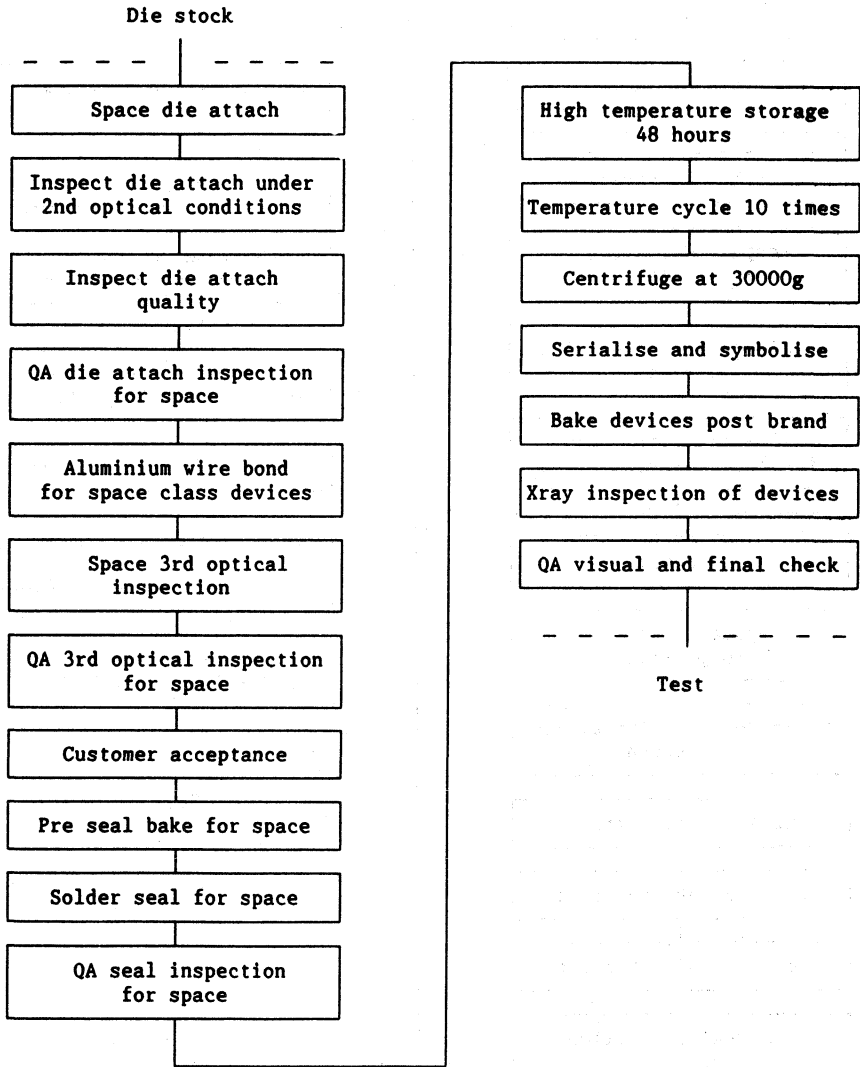 Die stock
Space die attach
Inspect die attach under
2nd optical conditions
Inspect die attach
quality
QA die attach inspection
for space
Aluminium wire bond
for space class devices
Space 3rd optical
inspection
QA 3rd optical inspection
for space
Customer acceptance
Pre seal bake for space
Solder seal for space
QA seal inspection
for space
High temperature storage
48 hours
Temperature cycle 10 times
Centrifuge at 30000g
Serialise and symbolise
Bake devices post brand
Xray inspection of devices
QA visual and final check
Test